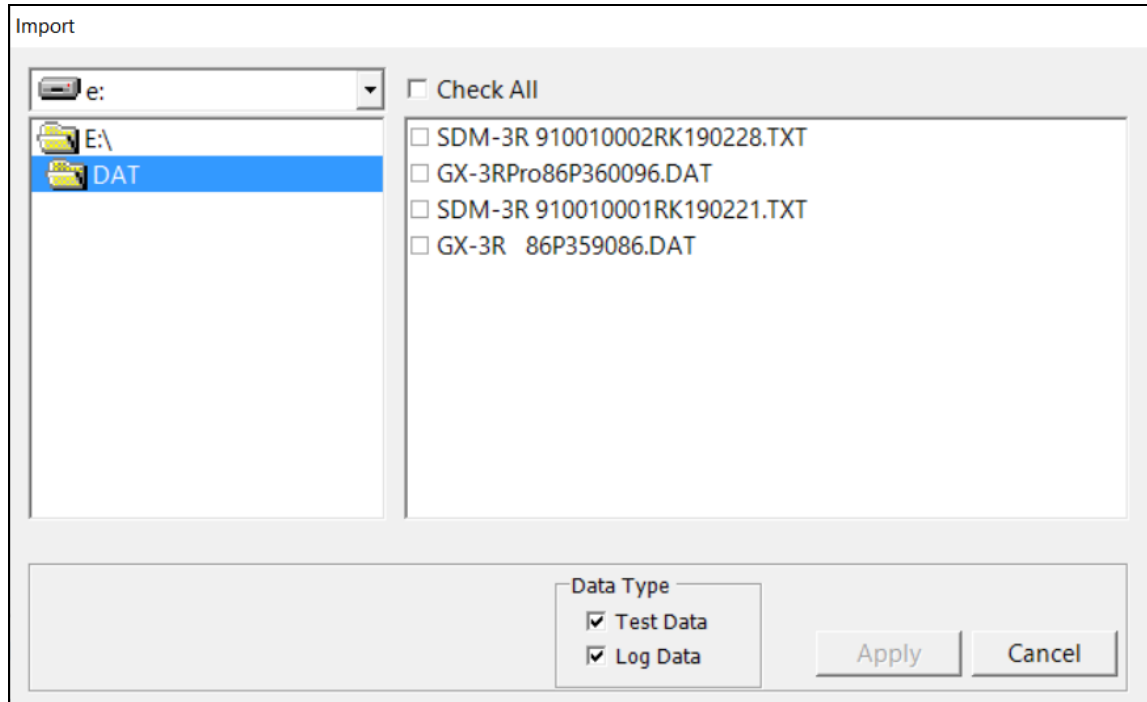 Import
e:
Check All
E:\
DAT
SDM-3R 910010002RK190228.TXT
GX-3RPro86P360096.DAT
SDM-3R 910010001RK190221.TXT
GX-3R   86P359086.DAT
Data Type
Test Data
Log Data
Apply
Cancel